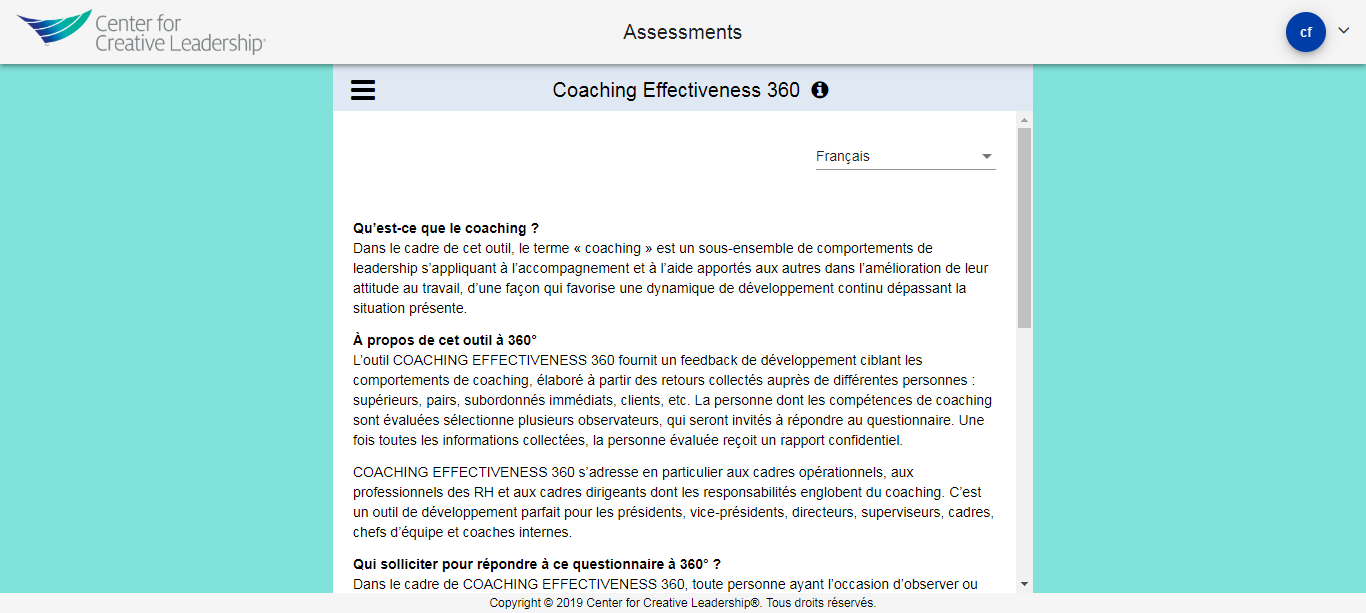 Center for
Creative Leadership®
Assessments
cf
Coaching Effectiveness 360
Français
Qu’est-ce que le coaching ?
Dans le cadre de cet outil, le terme « coaching » est un sous-ensemble de comportements de
leadership s’appliquant à l’accompagnement et à l’aide apportés aux autres dans l’amélioration de leur
attitude au travail, d’une façon qui favorise une dynamique de développement continu dépassant la
situation présente.
À propos de cet outil à 360°
L’outil COACHING EFFECTIVENESS 360 fournit un feedback de développement ciblant les
comportements de coaching, élaboré à partir des retours collectés auprès de différentes personnes :
supérieurs, pairs, subordonnés immédiats, clients, etc. La personne dont les compétences de coaching
sont évaluées sélectionne plusieurs observateurs, qui seront invités à répondre au questionnaire. Une
fois toutes les informations collectées, la personne évaluée reçoit un rapport confidentiel.
COACHING EFFECTIVENESS 360 s’adresse en particulier aux cadres opérationnels, aux
professionnels des RH et aux cadres dirigeants dont les responsabilités englobent du coaching. C’est
un outil de développement parfait pour les présidents, vice-présidents, directeurs, superviseurs, cadres,
chefs d’équipe et coaches internes.
Qui solliciter pour répondre à ce questionnaire à 360° ?
Dans le cadre de COACHING EFFECTIVENESS 360, toute personne ayant l’occasion d’observer ou
Copyright © 2019 Center for Creative Leadership®. Tous droits réservés.